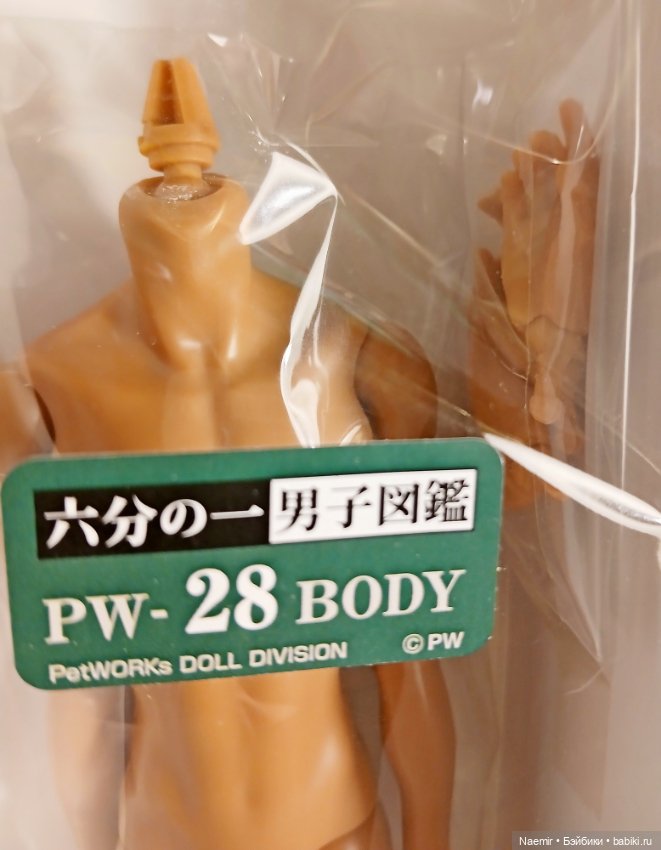 六分の一男子図鑑
PW-28 BODY
PetWORKs DOLL DIVISION ©PW
Naemir • Бэйбики • babiki.ru